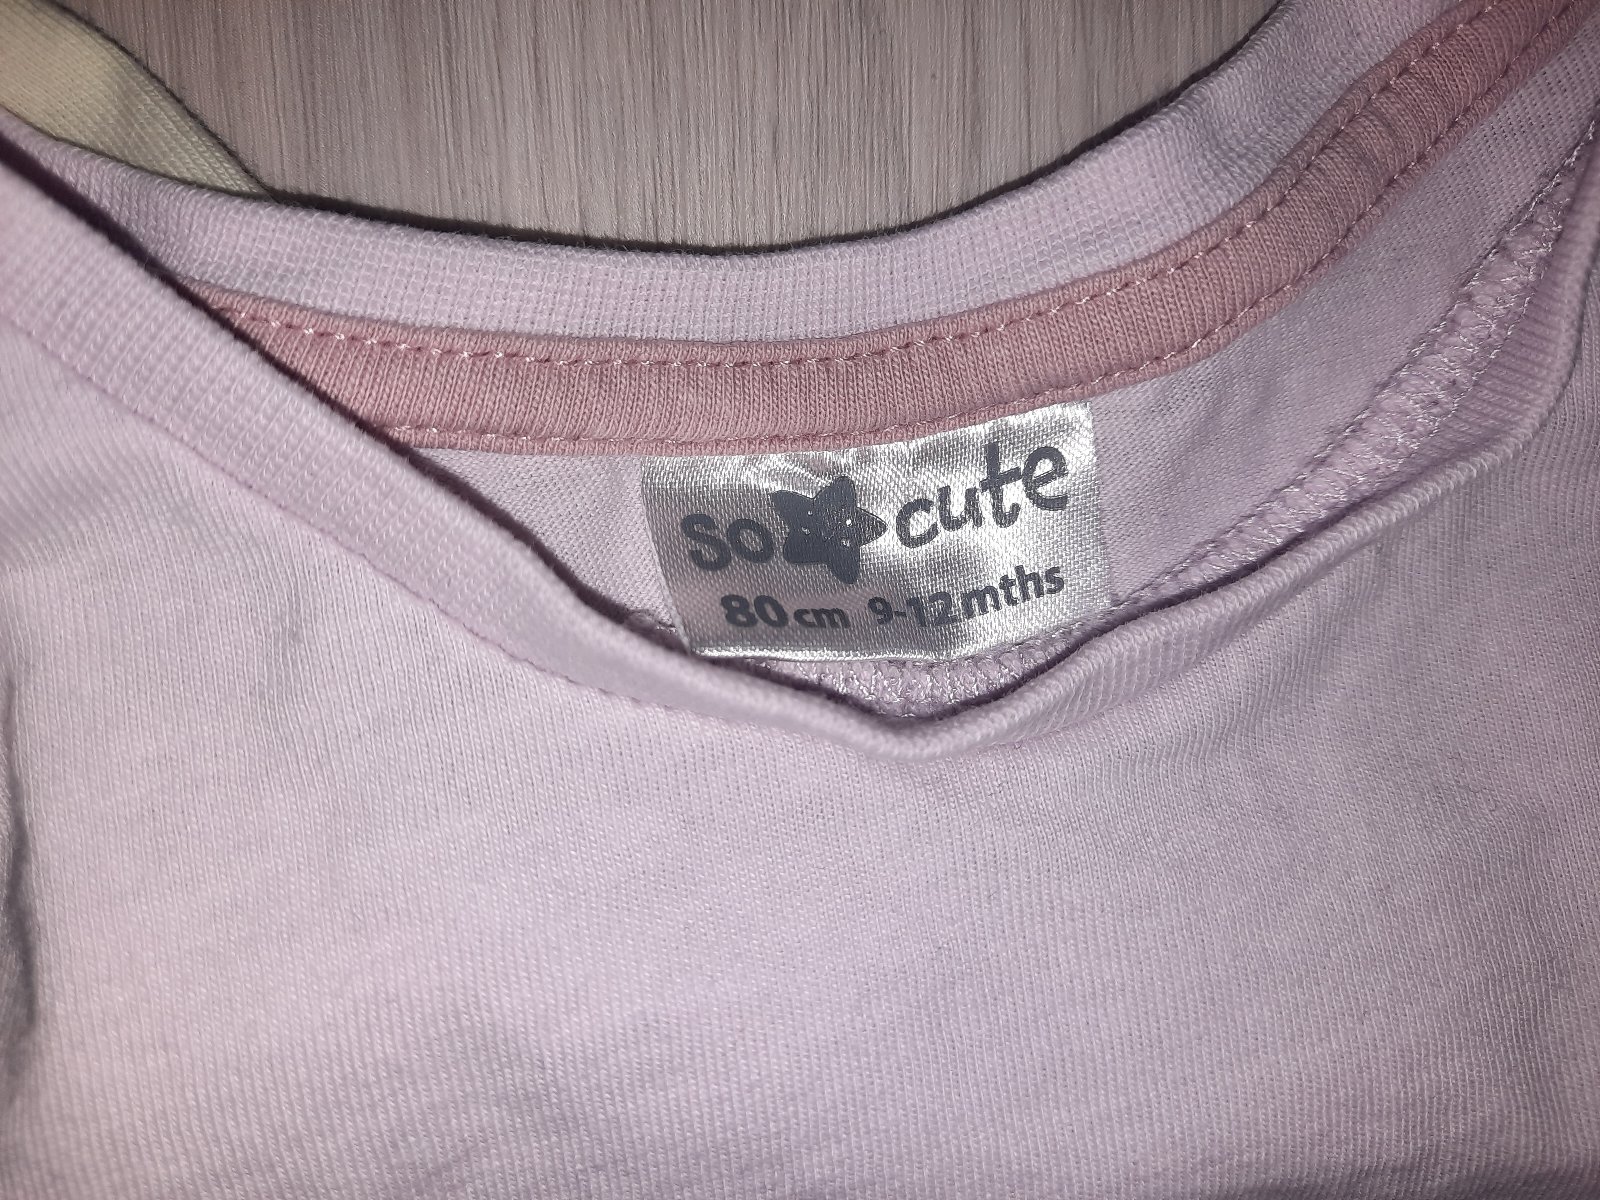 so cute
80cm 9-12mths